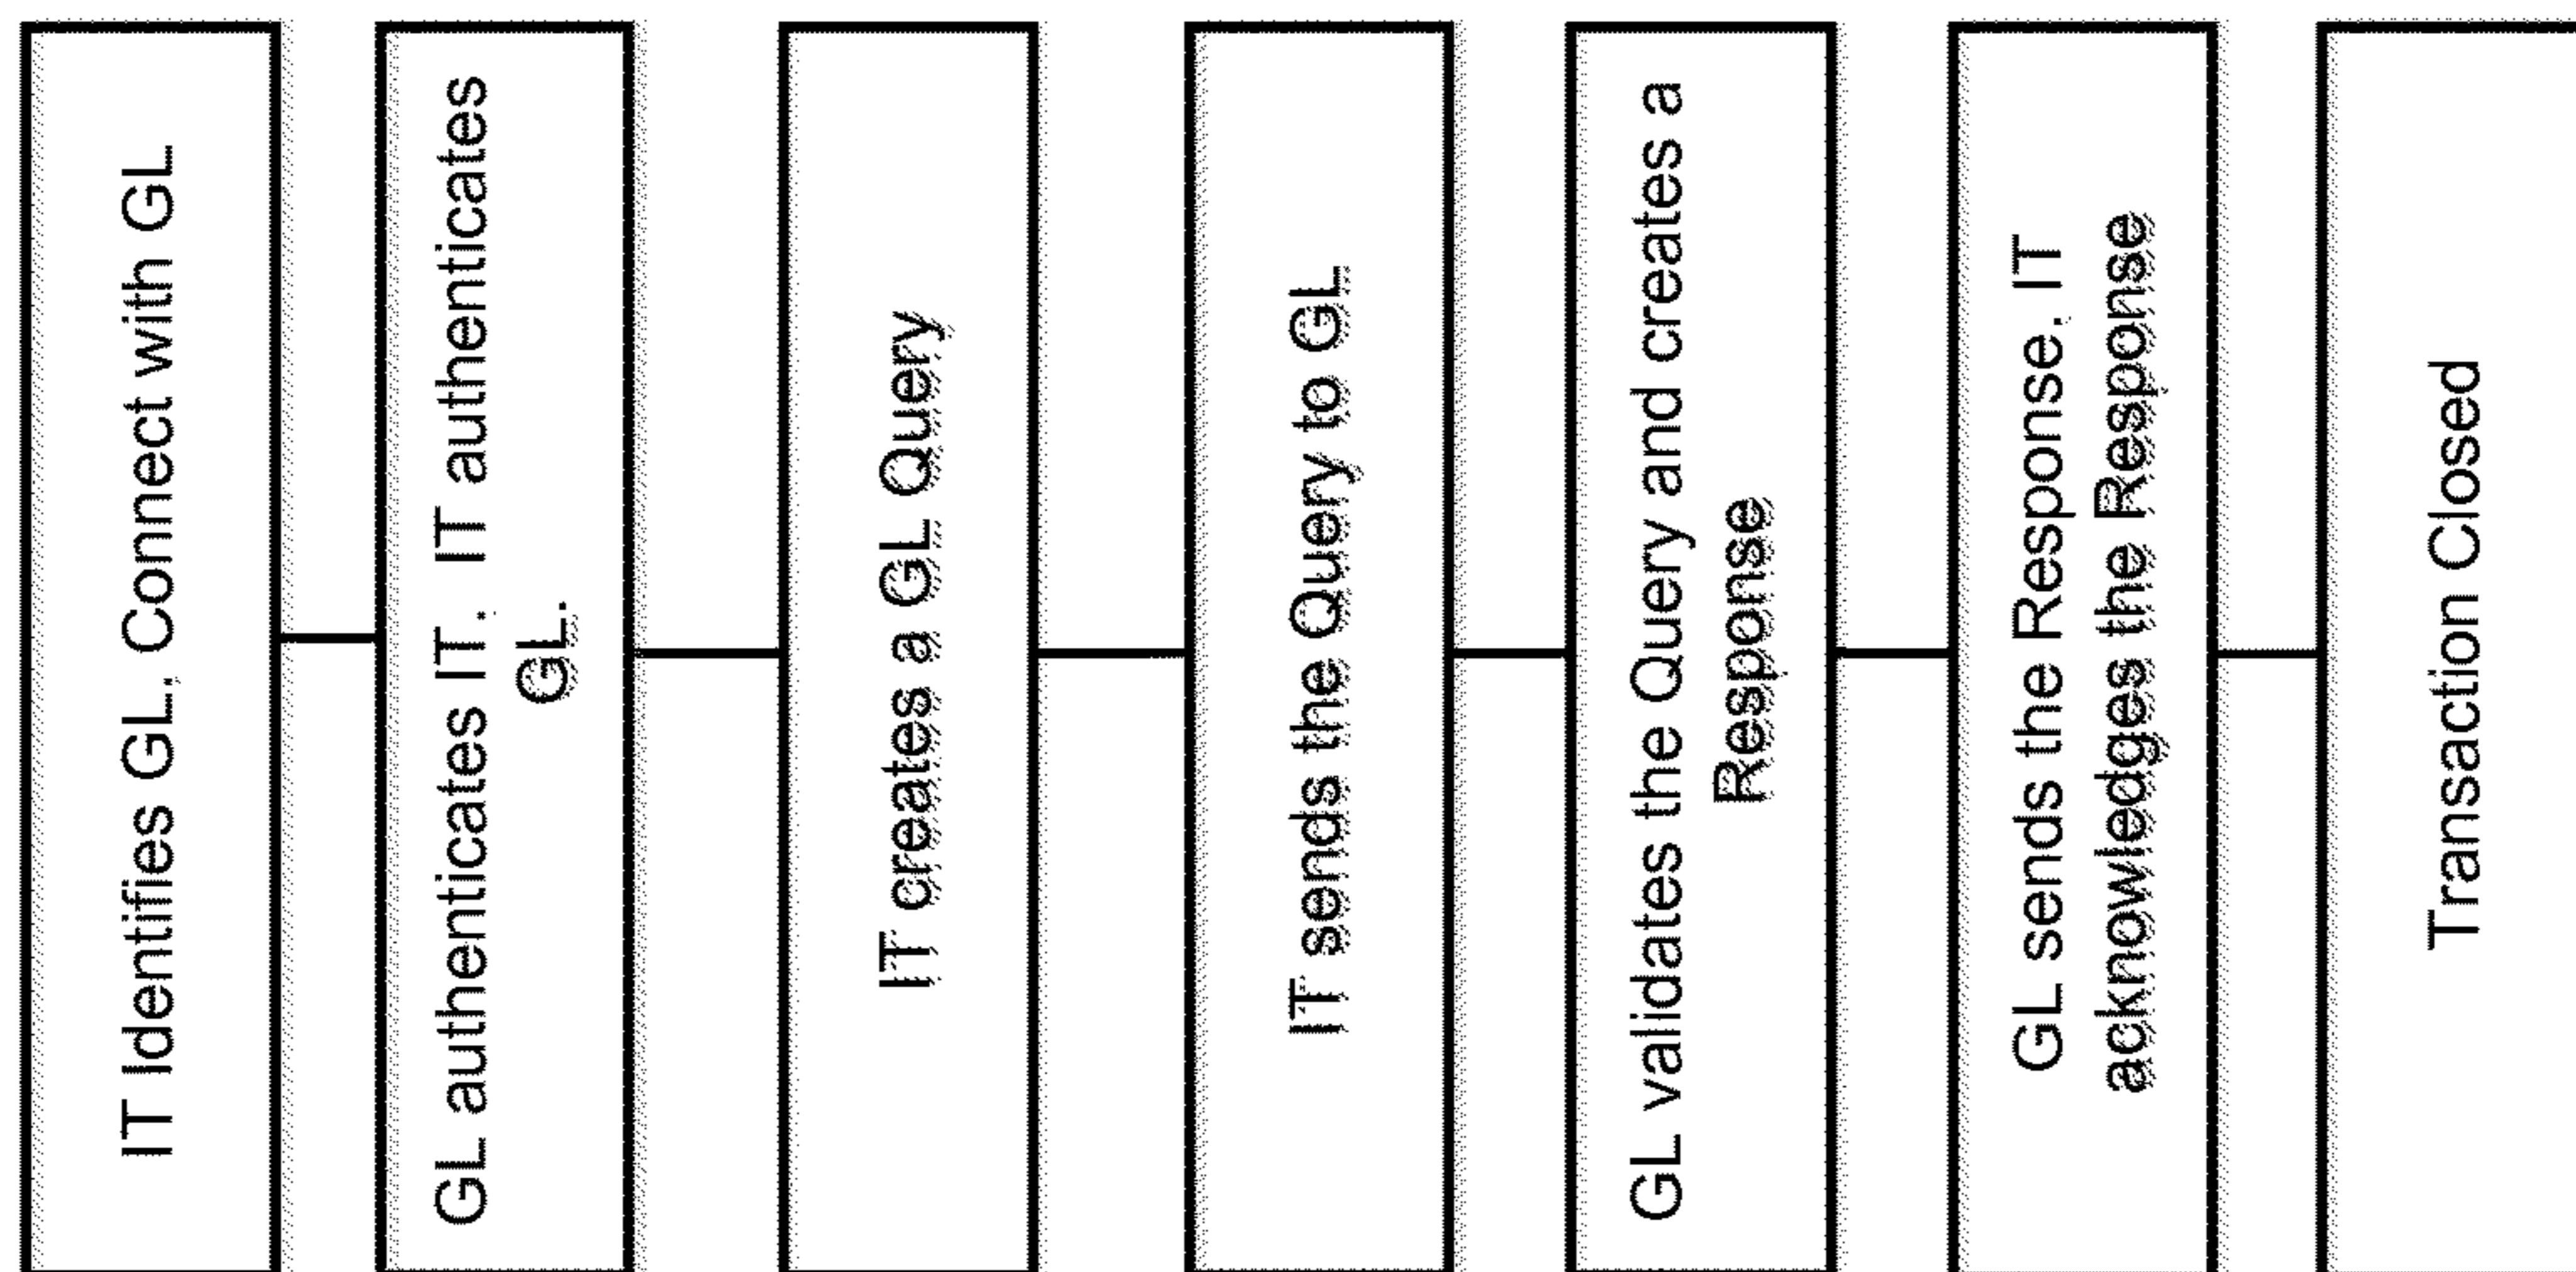 IT Identifies GL. Connect with GL
GL authenticates IT. IT authenticates
GL.
IT creates a GL Query
IT sends the Query to GL
GL validates the Query and creates a
Response
GL sends the Response. IT
acknowledges the Response
Transaction Closed